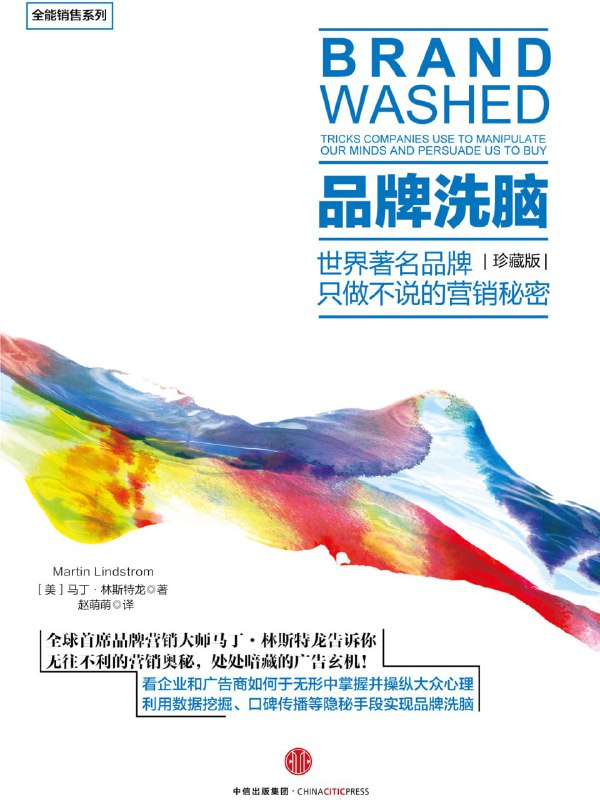 全能销售系列
BRAND
WASHED
TRICKS COMPANIES USE TO MANIPULATE
OUR MINDS AND PERSUADE US TO BUY
品牌洗脑
世界著名品牌 |珍藏版|
只做不说的营销秘密
Martin Lindstrom
[美]马丁·林斯特龙◎著
赵萌萌◎译
全球首席品牌营销大师马丁·林斯特龙告诉你
无往不利的营销奥秘，处处暗藏的广告玄机！
看企业和广告商如何于无形中掌握并操纵大众心理
利用数据挖掘、口碑传播等隐秘手段实现品牌洗脑
中信出版集团·CHINACITICPRESS